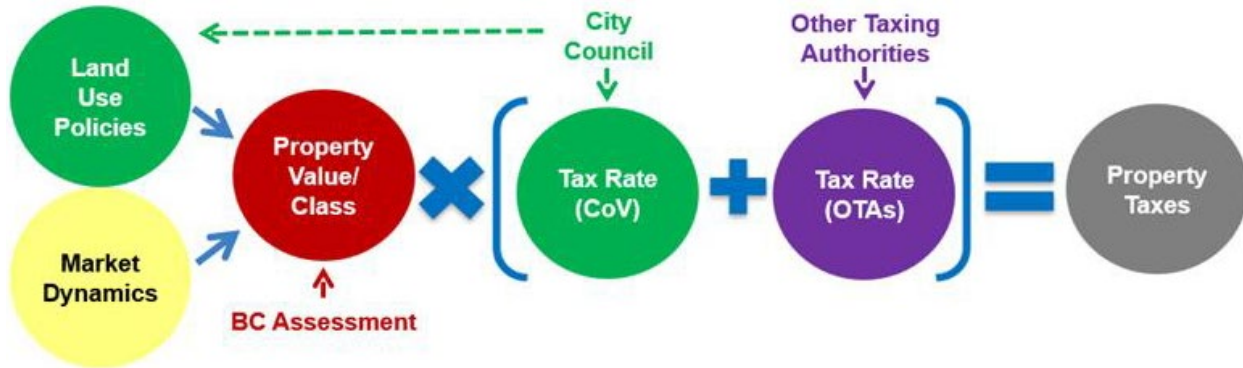 City
Council
Other Taxing
Authorities
Land
Use
Policies
Property
Value/
Class
Tax Rate
(CoV)
Tax Rate
(OTAs)
Property
Taxes
Market
Dynamics
BC Assessment